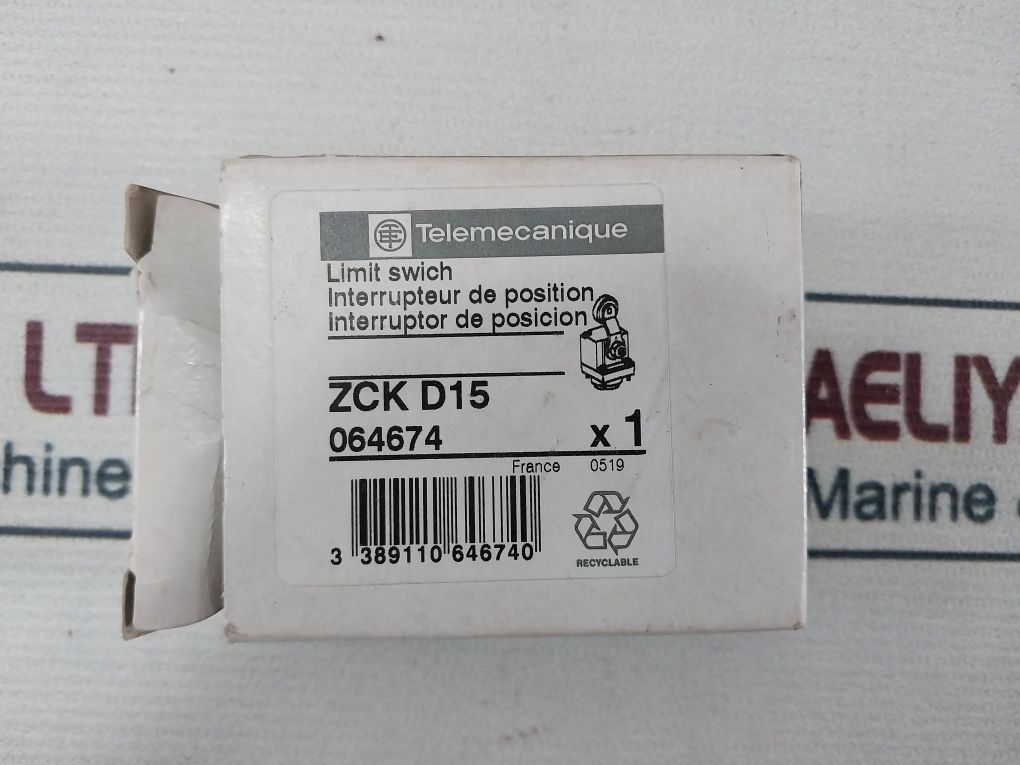 Telemecanique
Limit swich
Interrupteur de position
Interruptor de posicion
ZCK D15
064674 x 1
France 0519
3 389110 646740
RECYCLABLE
LT AELIY
hine Marine